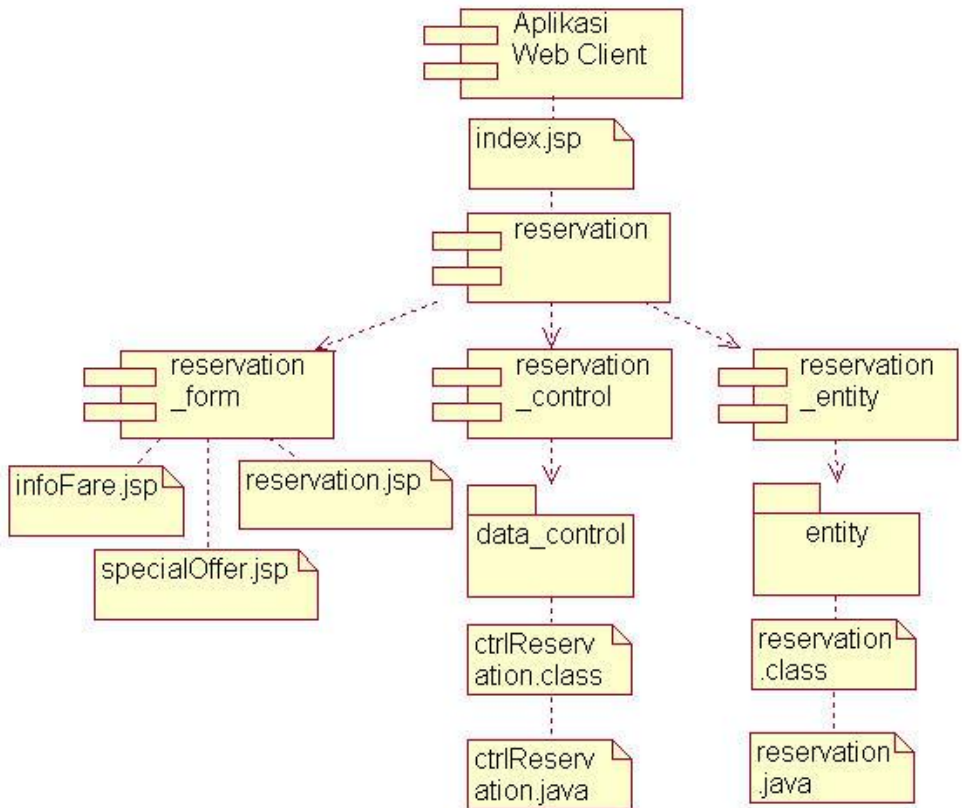 Aplikasi
Web Client
index.jsp
reservation
reservation
_form
reservation
_control
reservation
_entity
infoFare.jsp
reservation.jsp
specialOffer.jsp
data_control
entity
ctrlReserv
ation.class
reservation
.class
ctrlReserv
ation.java
reservation
.java